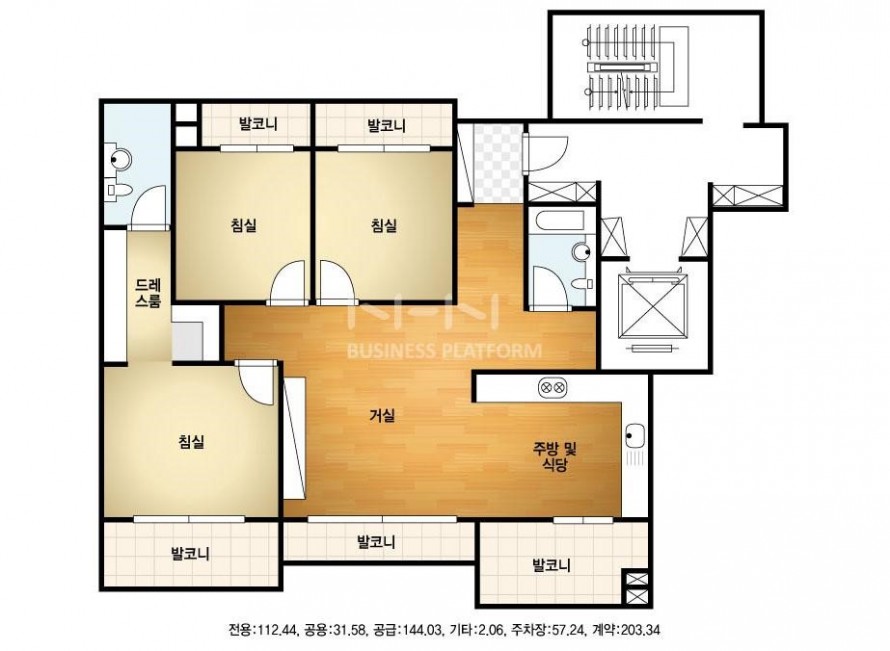 발코니
발코니
침실
침실
드레
스룸
BUSINESS PLATFORM
거실
침실
주방 및
식당
발코니
발코니
발코니
전용:112.44, 공용:31.58, 공급:144.03, 기타:2.06, 주차장:57.24, 계약:203.34